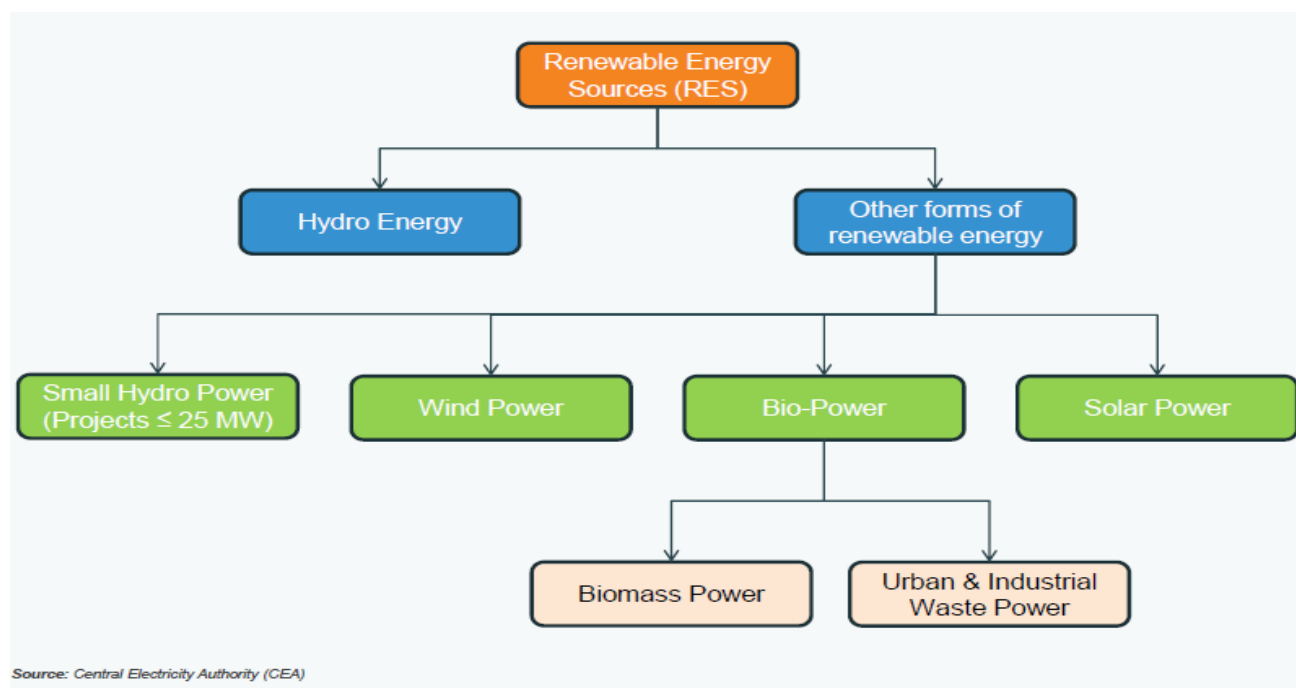 Renewable Energy
Sources (RES)
Hydro Energy
Other forms of
renewable energy
Small Hydro Power
(Projects ≤ 25 MW)
Wind Power
Bio-Power
Solar Power
Biomass Power
Urban & Industrial
Waste Power
Source: Central Electricity Authority (CEA)